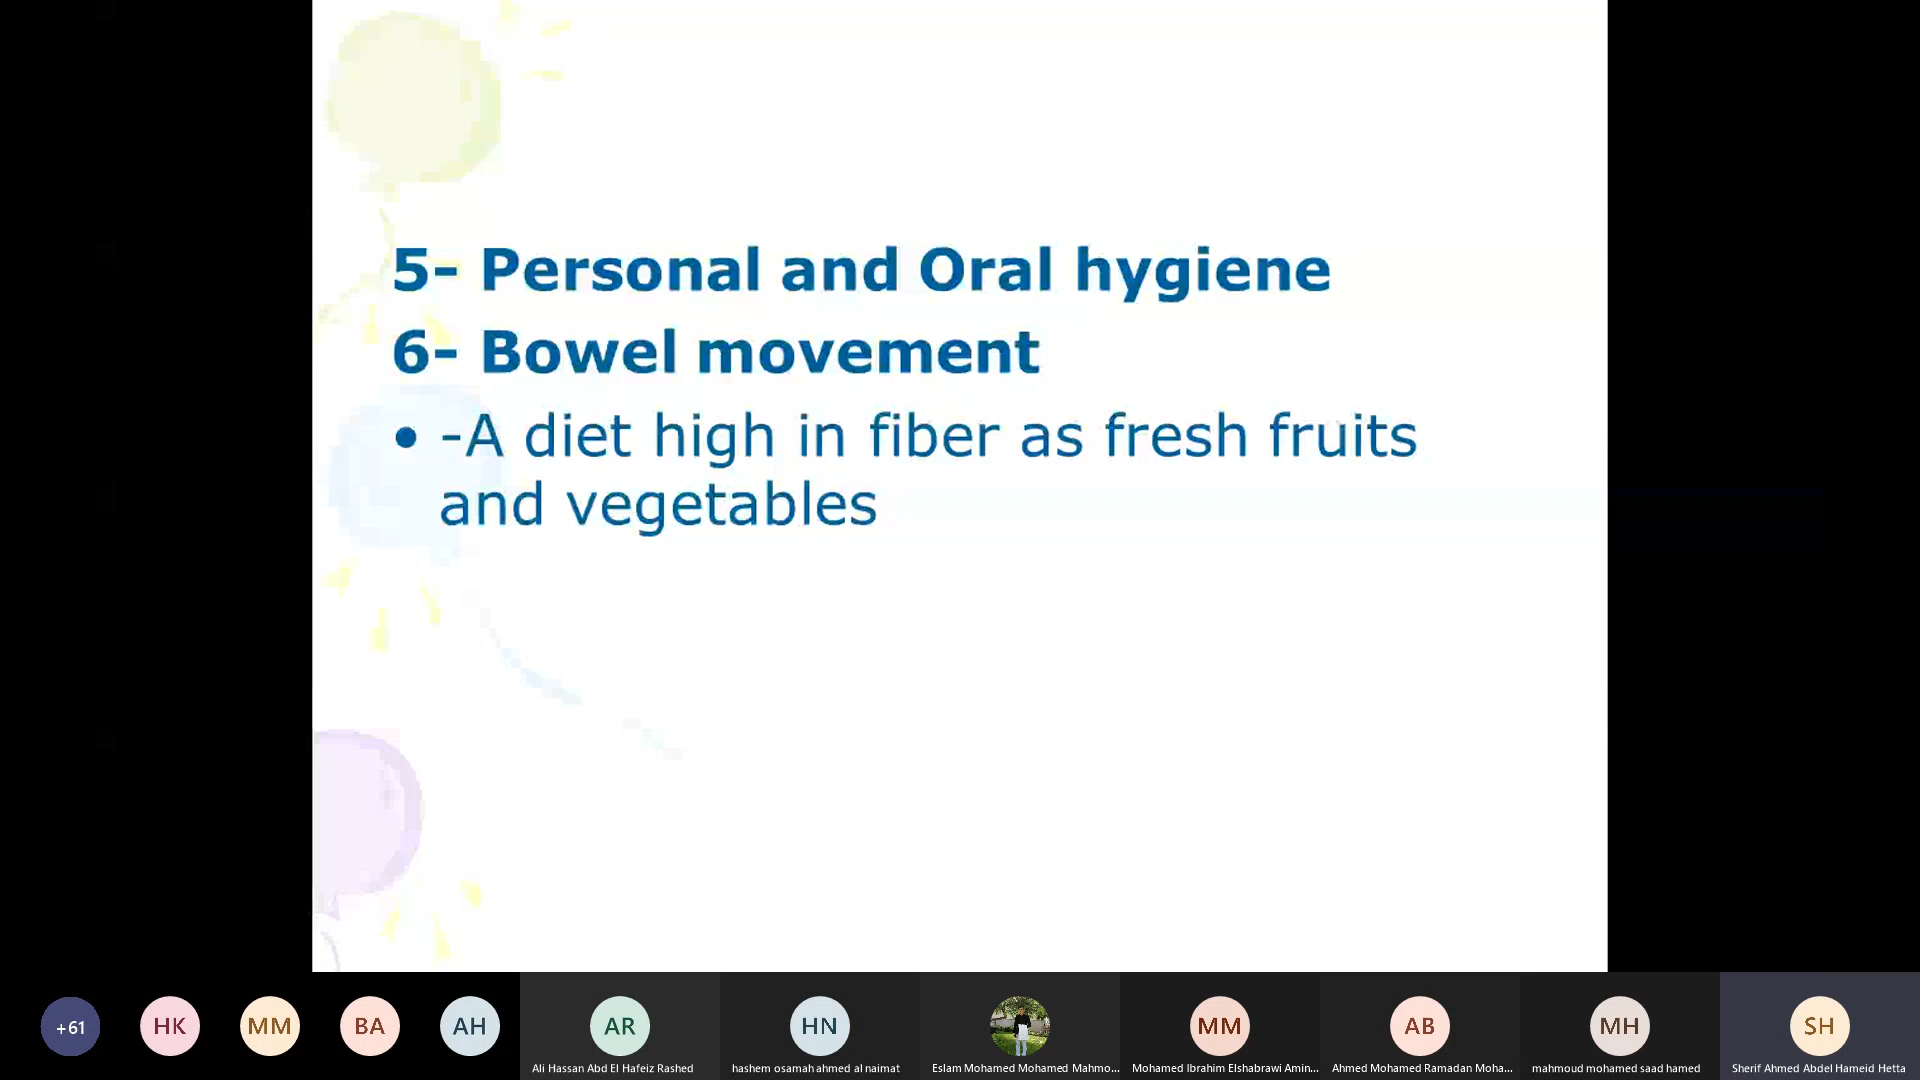 5- Personal and Oral hygiene
6- Bowel movement
• -A diet high in fiber as fresh fruits
and vegetables
+61
HK
MM
BA
AH
AR
HN
MM
AB
MH
SH
Ali Hassan Abd El Hafeiz Rashed
hashem osamah ahmed al naimat
Eslam Mohamed Mohamed Mahmo...
Mohamed Ibrahim Elshabrawi Amin...
Ahmed Mohamed Ramadan Moha...
mahmoud mohamed saad hamed
Sherif Ahmed Abdel Hameid Hetta